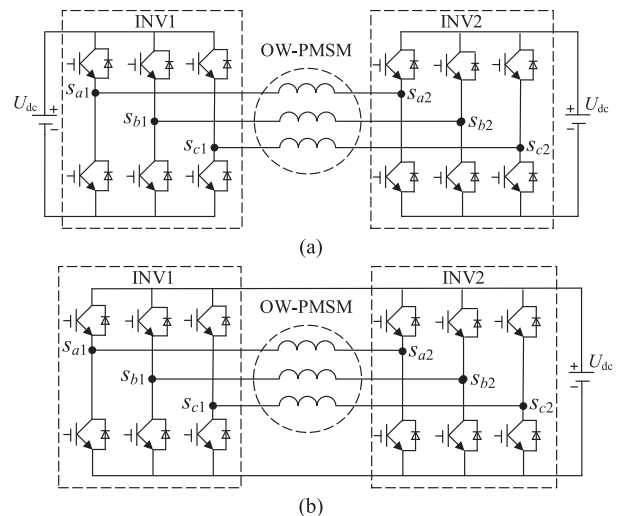 INV1
OW-PMSM
INV2
Udc
+
−
sa1
sb1
sc1
sa2
sb2
sc2
Udc
+
−
(a)
INV1
OW-PMSM
INV2
sa1
sb1
sc1
sa2
sb2
sc2
Udc
+
−
(b)